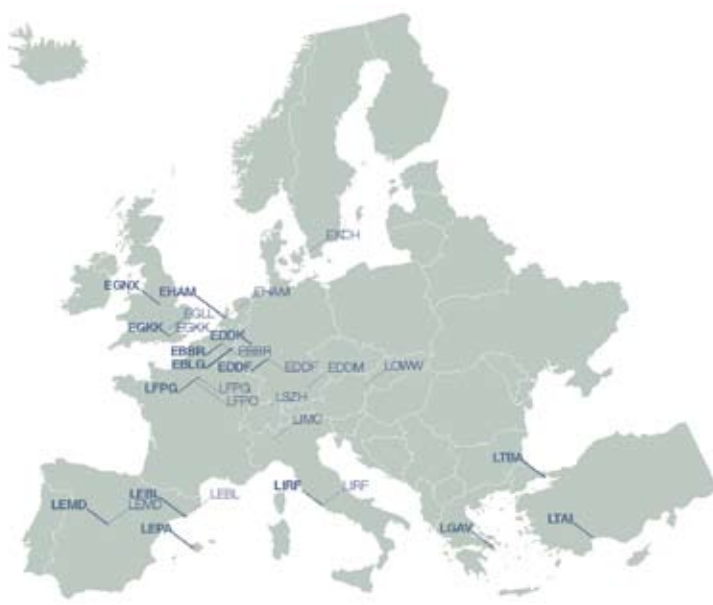 EKCH
EGNX
EHAM
EHAM
EGLL
EGKK
EGKK
EDDK
EBBR
EBBR
EBLG
EDDF
EDDF
EDDM
LOWW
LFPG
LFPG
LFPO
LSZH
LIMC
LTBA
LEBL
LEBL
LIRF
LIRF
LEMD
LEMD
LEPA
LGAV
LTAI